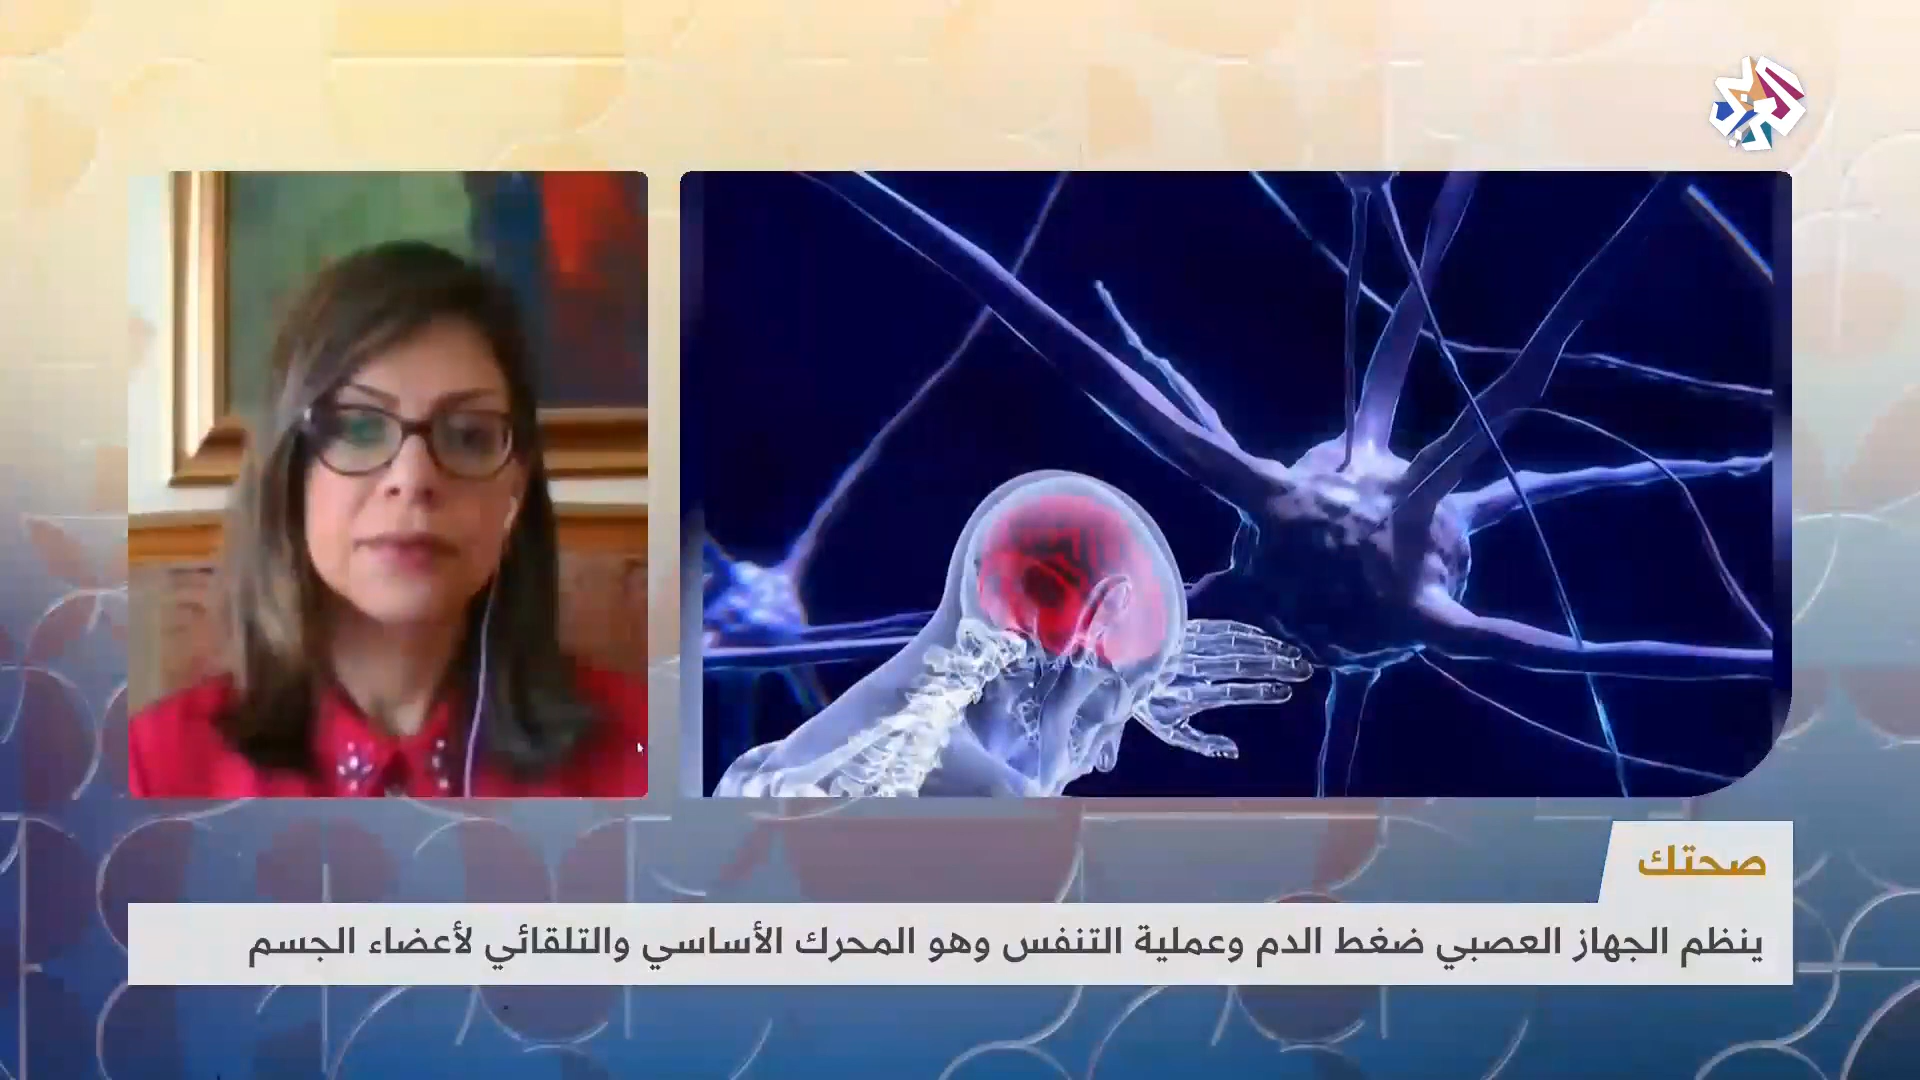 صحتك
ينظم الجهاز العصبي ضغط الدم وعملية التنفس وهو المحرك الأساسي والتلقائي لأعضاء الجسم